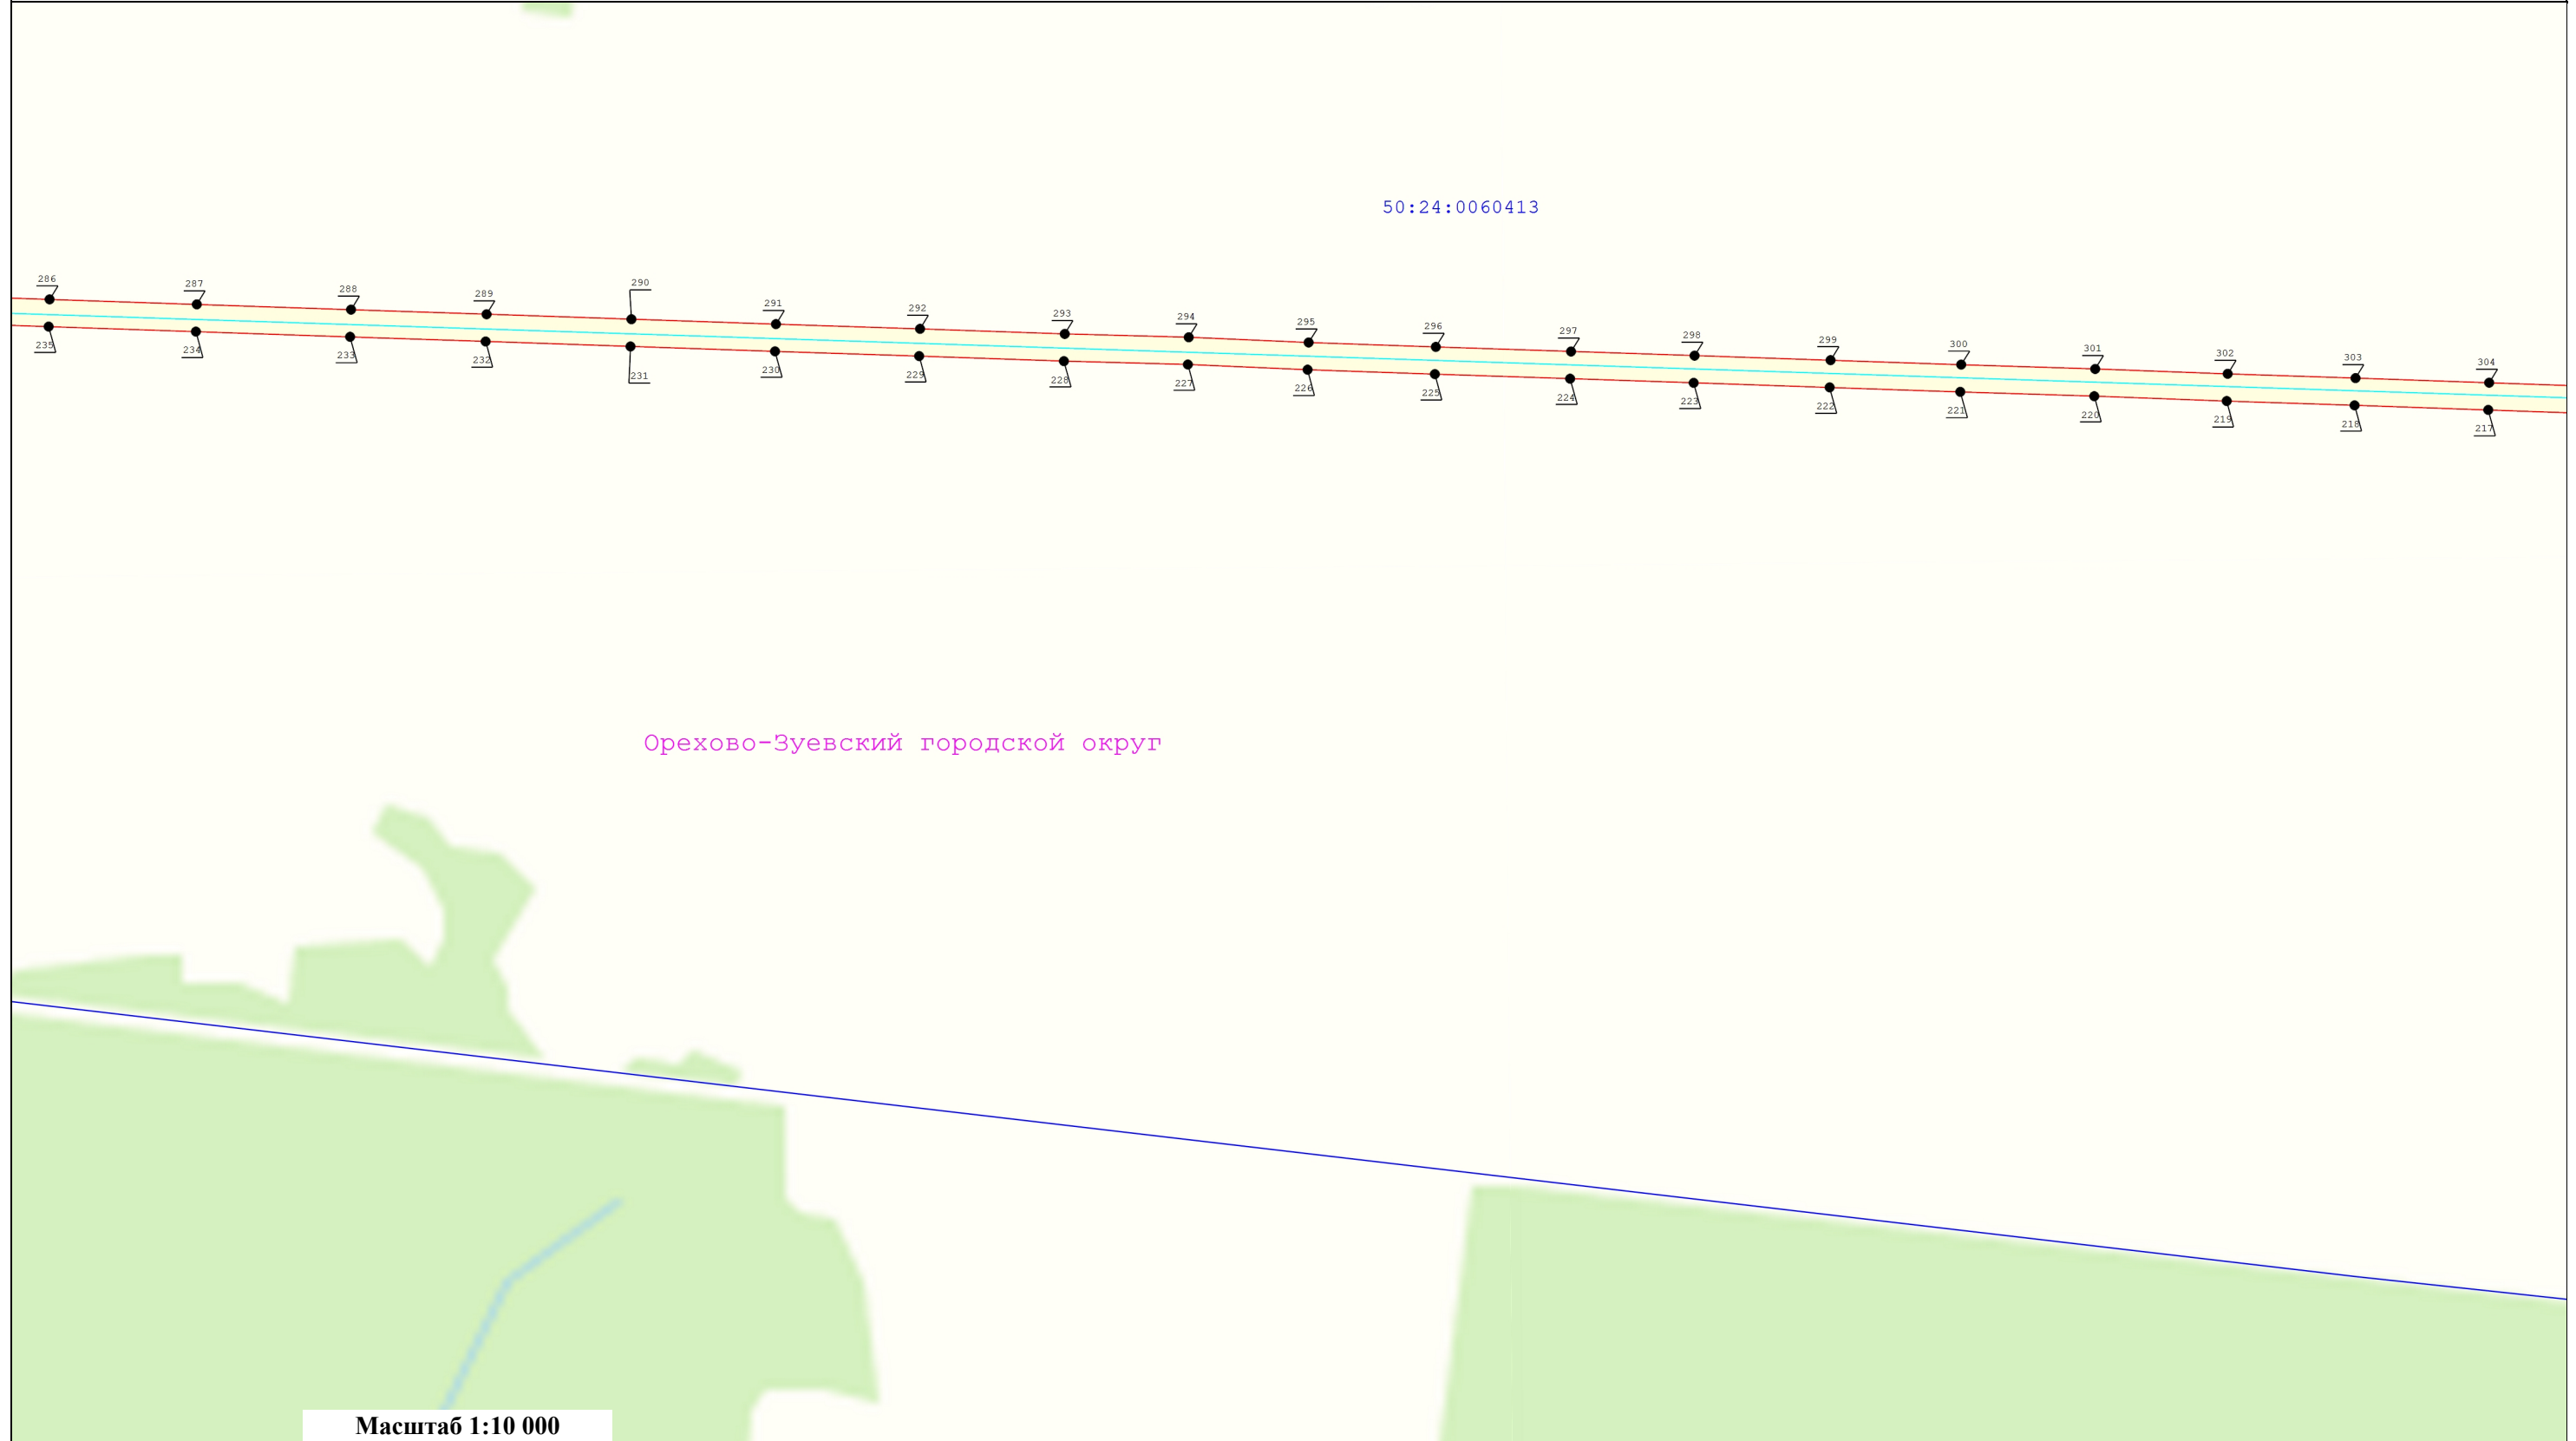 50:24:0060413
286 287 288 289 290 291 292 293 294 295 296 297 298 299 300 301 302 303 304
235 234 233 232 231 230 229 228 227 226 225 224 223 222 221 220 219 218 217
Орехово-Зуевский городской округ
Масштаб 1:10 000